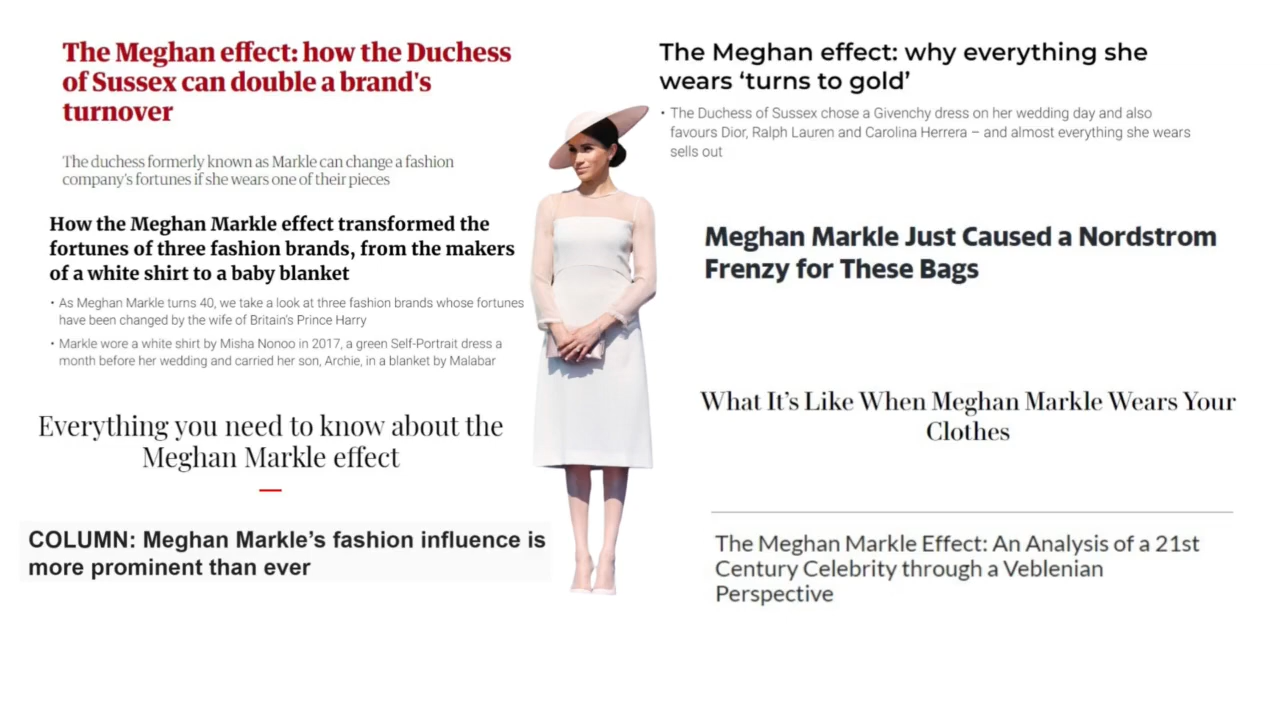 The Meghan effect: how the Duchess
of Sussex can double a brand's
turnover
The duchess formerly known as Markle can change a fashion
company's fortunes if she wears one of their pieces
How the Meghan Markle effect transformed the
fortunes of three fashion brands, from the makers
of a white shirt to a baby blanket
• As Meghan Markle turns 40, we take a look at three fashion brands whose fortunes
have been changed by the wife of Britain's Prince Harry
• Markle wore a white shirt by Misha Nonoo in 2017, a green Self-Portrait dress a
month before her wedding and carried her son, Archie, in a blanket by Malabar
Everything you need to know about the
Meghan Markle effect
COLUMN: Meghan Markle’s fashion influence is
more prominent than ever
The Meghan effect: why everything she
wears ‘turns to gold’
• The Duchess of Sussex chose a Givenchy dress on her wedding day and also
favours Dior, Ralph Lauren and Carolina Herrera – and almost everything she wears
sells out
Meghan Markle Just Caused a Nordstrom
Frenzy for These Bags
What It’s Like When Meghan Markle Wears Your
Clothes
The Meghan Markle Effect: An Analysis of a 21st
Century Celebrity through a Veblenian
Perspective